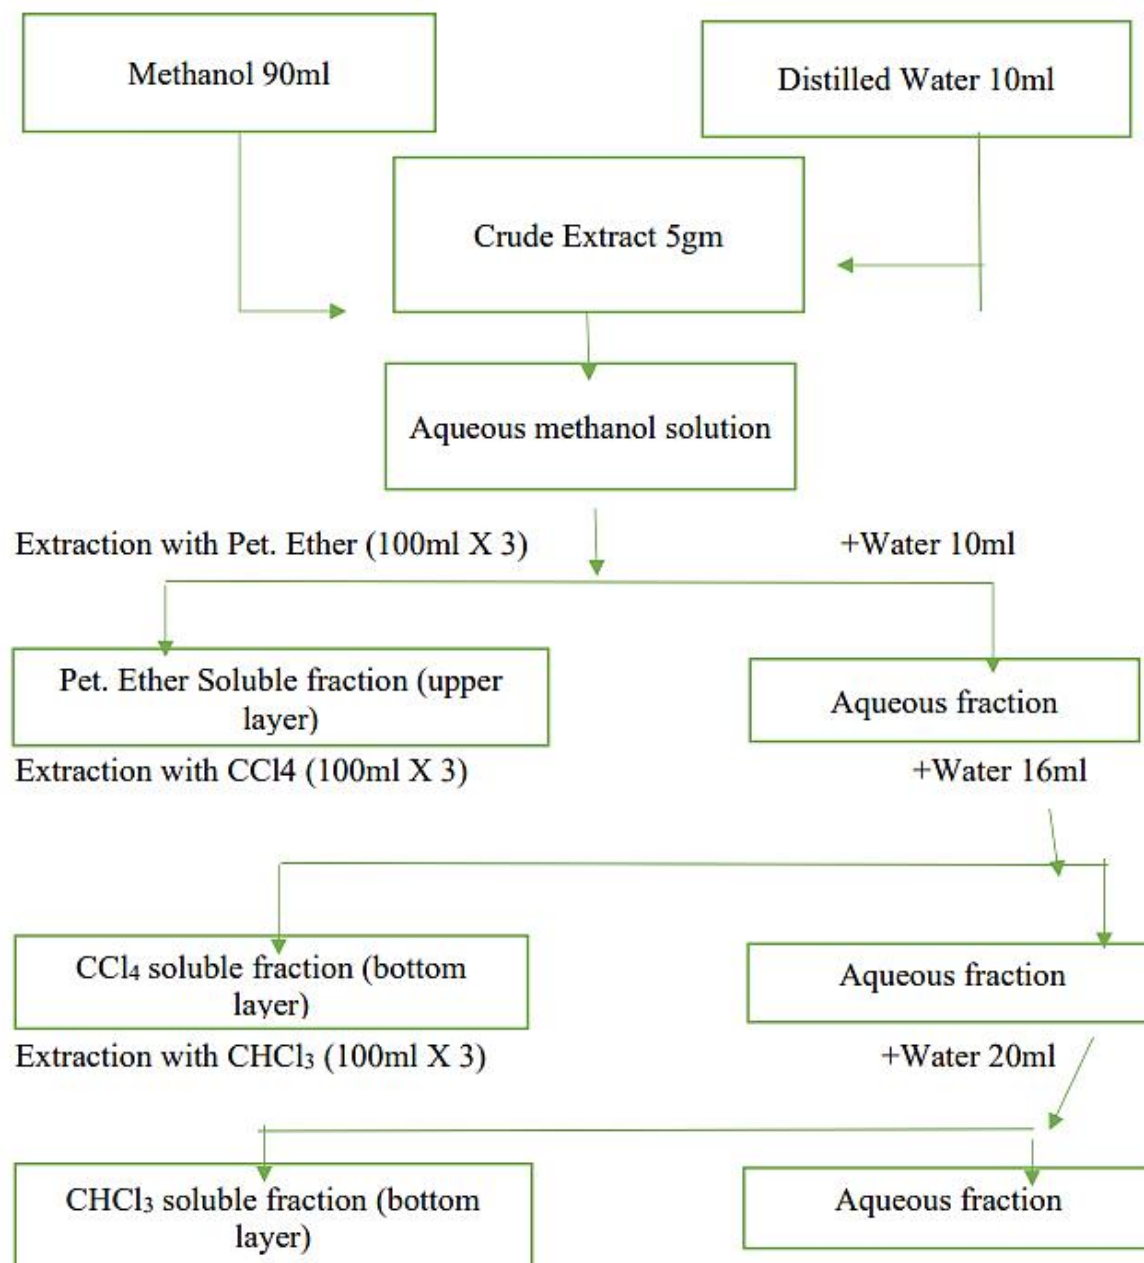 Methanol 90ml
Distilled Water 10ml
Crude Extract 5gm
Aqueous methanol solution
Extraction with Pet. Ether (100ml X 3)
+Water 10ml
Pet. Ether Soluble fraction (upper
layer)
Aqueous fraction
Extraction with CCl4 (100ml X 3)
+Water 16ml
CCl₄ soluble fraction (bottom
layer)
Aqueous fraction
Extraction with CHCl₃ (100ml X 3)
+Water 20ml
CHCl₃ soluble fraction (bottom
layer)
Aqueous fraction